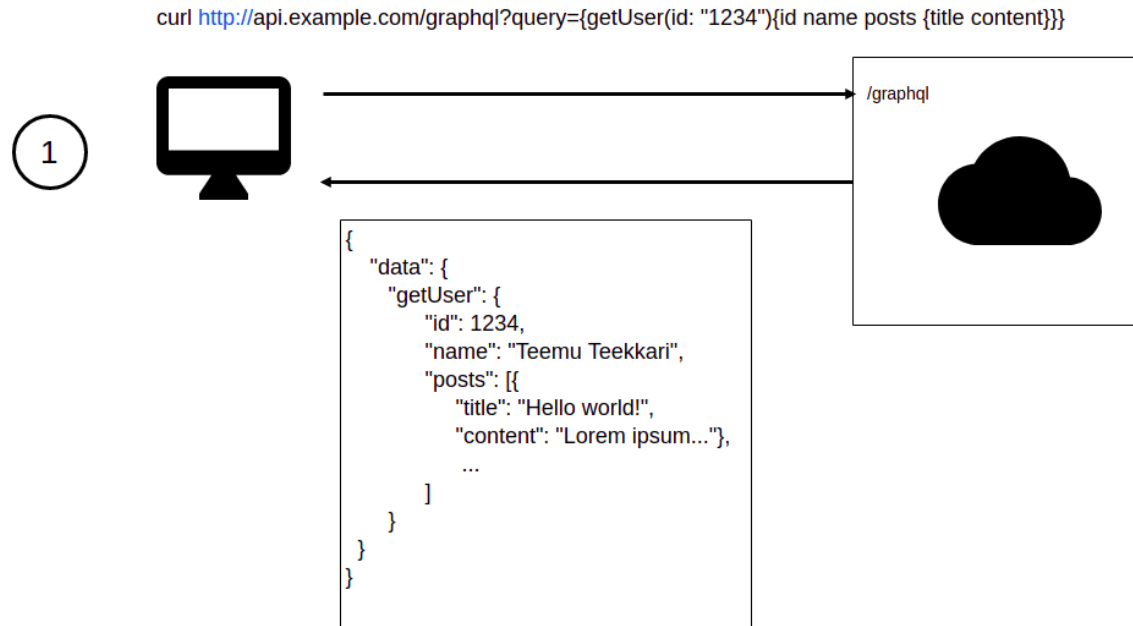 curl http://api.example.com/graphql?query={getUser(id: "1234"){id name posts {title content}}}
/graphql
1
{
"data": {
"getUser": {
"id": 1234,
"name": "Teemu Teekkari",
"posts": [{
"title": "Hello world!",
"content": "Lorem ipsum..."},
...
]
}
}
}